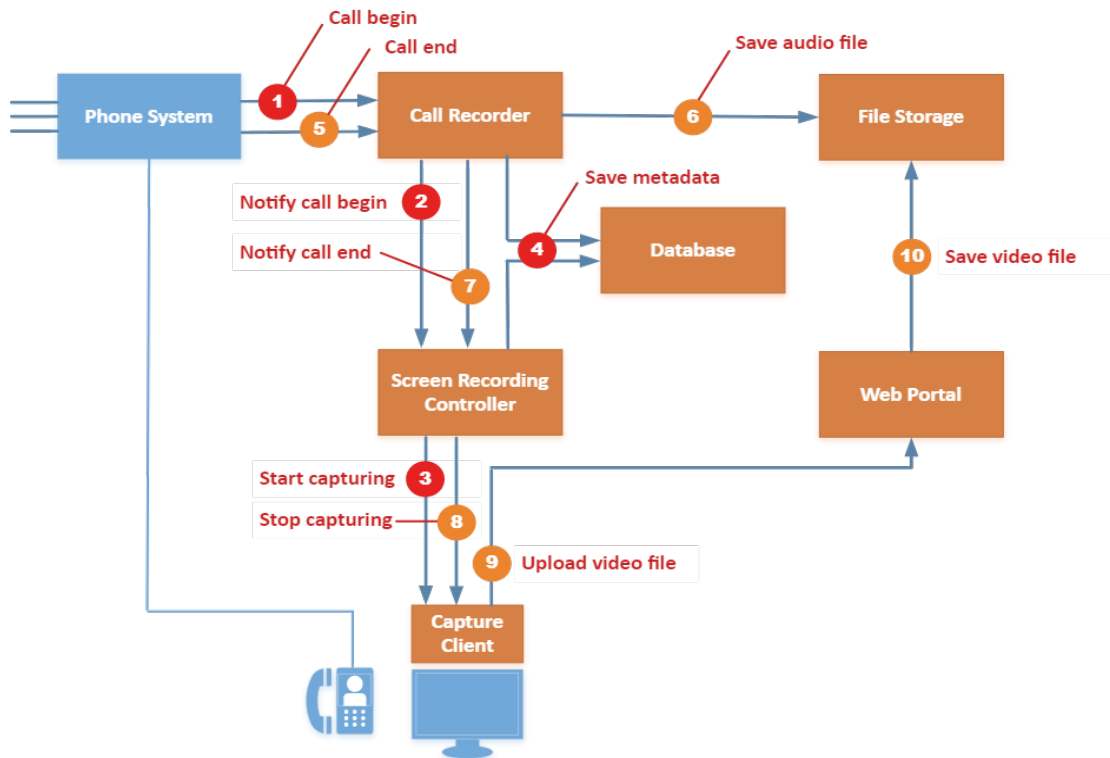 Call begin
Call end
Save audio file
Phone System
1
5
Call Recorder
6
File Storage
Save metadata
Notify call begin
2
Notify call end
7
4
Database
10
Save video file
Screen Recording
Controller
Web Portal
Start capturing
3
Stop capturing
8
9
Upload video file
Capture
Client